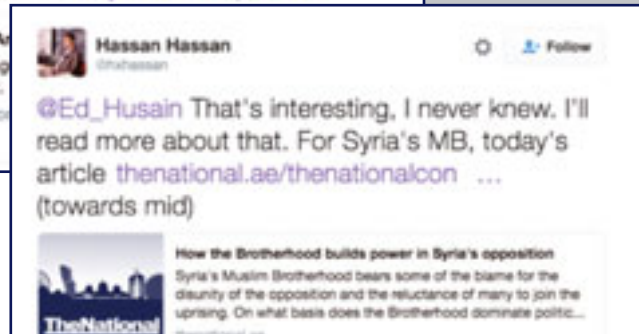 Hassan Hassan
@hxhassan
Follow
@Ed_Husain That's interesting, I never knew. I'll
read more about that. For Syria's MB, today's
article thenational.ae/thenationalcon ...
(towards mid)
How the Brotherhood builds power in Syria's opposition
Syria's Muslim Brotherhood bears some of the blame for the
disunity of the opposition and the reluctance of many to join the
uprising. On what basis does the Brotherhood dominate politic...
TheNational
thenational.ae